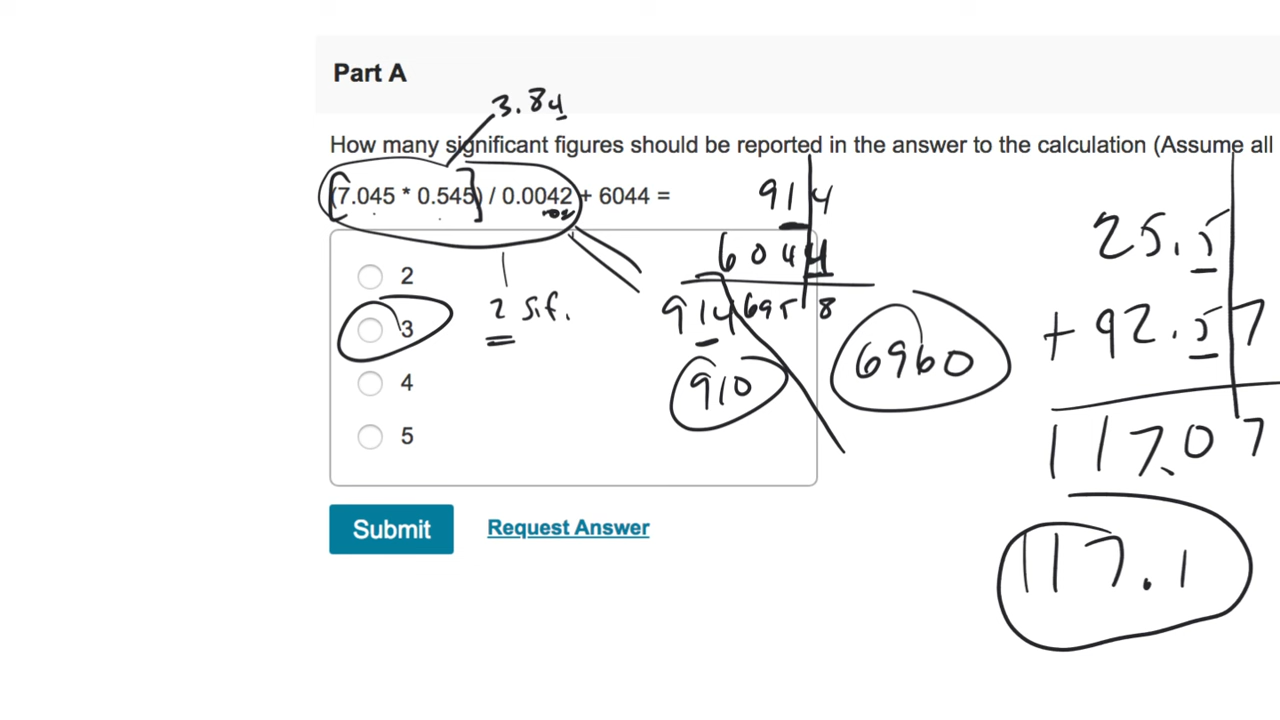 Part A
3.84
How many significant figures should be reported in the answer to the calculation (Assume all
[(7.045 * 0.545]) / 0.0042 + 6044 =
2
3
4
5
2 S.f.
914
6044
6958
914
910
6960
25.5
+ 92.57
117.07
117.1
Submit
Request Answer